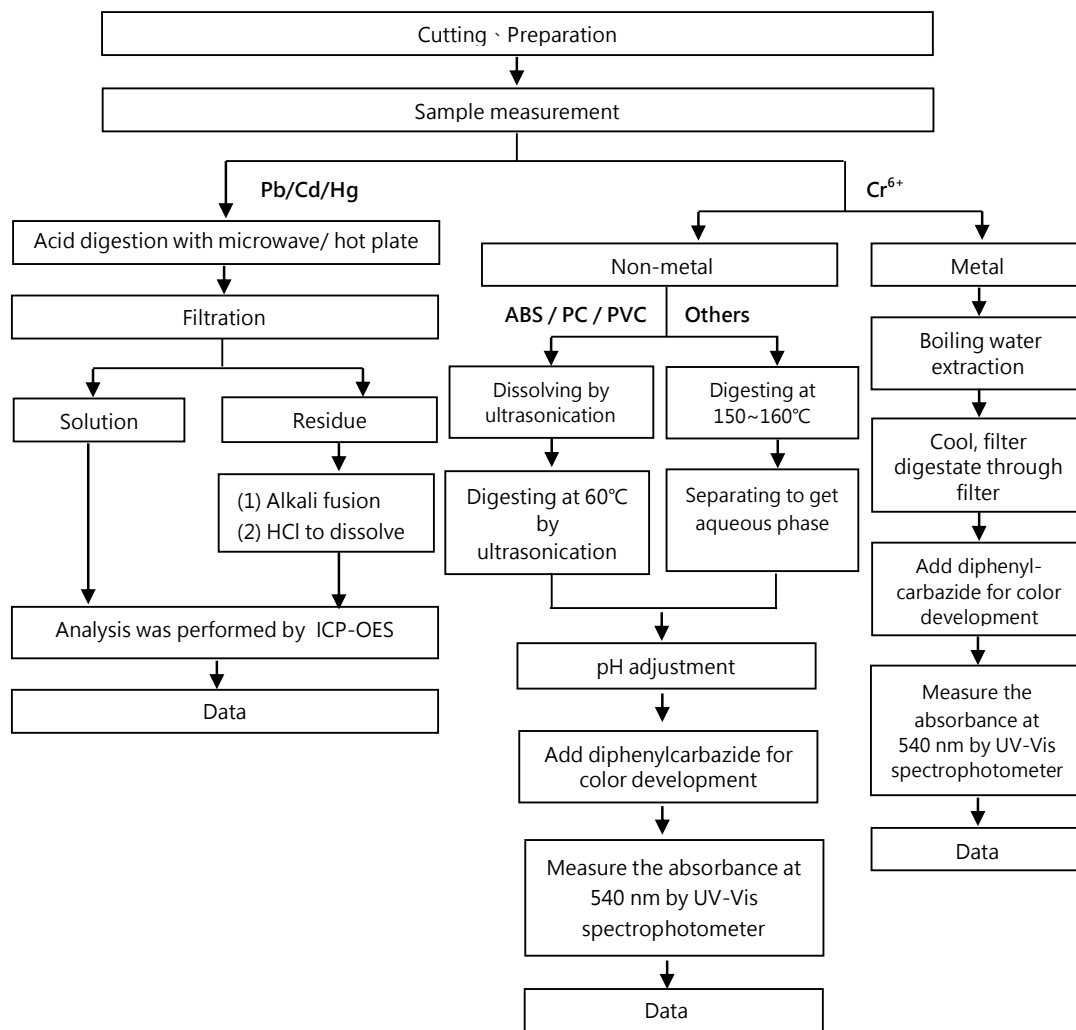 Cutting、Preparation
Sample measurement
Pb/Cd/Hg
Cr⁶⁺
Acid digestion with microwave/ hot plate
Non-metal
Metal
Filtration
ABS / PC / PVC
Others
Boiling water
extraction
Solution
Residue
Dissolving by
ultrasonication
Digesting at
150~160℃
Cool, filter
digestate through
filter
(1) Alkali fusion
(2) HCl to dissolve
Digesting at 60℃
by
ultrasonication
Separating to get
aqueous phase
Add diphenyl-
carbazide for color
development
Analysis was performed by ICP-OES
pH adjustment
Data
Measure the
absorbance at
540 nm by UV-Vis
spectrophotometer
Add diphenylcarbazide for
color development
Data
Measure the absorbance at
540 nm by UV-Vis
spectrophotometer
Data